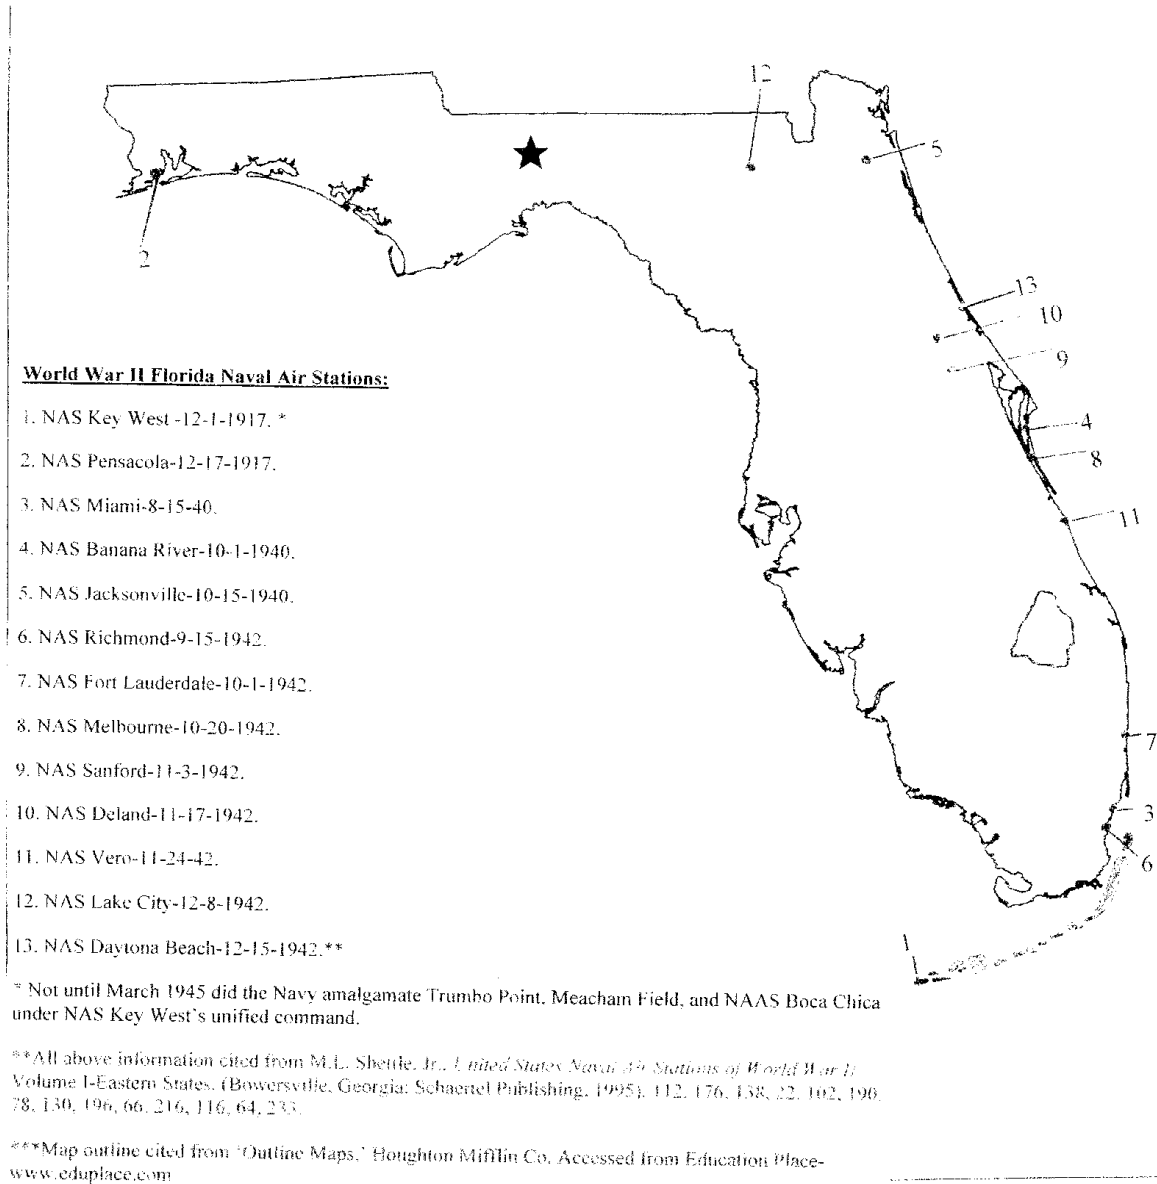 12
5
2
13
10
9
4
8
11
7
3
6
World War II Florida Naval Air Stations:
1. NAS Key West -12-1-1917. *
2. NAS Pensacola-12-17-1917.
3. NAS Miami-8-15-40.
4. NAS Banana River-10-1-1940.
5. NAS Jacksonville-10-15-1940.
6. NAS Richmond-9-15-1942.
7. NAS Fort Lauderdale-10-1-1942.
8. NAS Melbourne-10-20-1942.
9. NAS Sanford-11-3-1942.
10. NAS Deland-11-17-1942.
11. NAS Vero-11-24-42.
12. NAS Lake City-12-8-1942.
13. NAS Daytona Beach-12-15-1942.**
* Not until March 1945 did the Navy amalgamate Trumbo Point, Meacham Field, and NAAS Boca Chica
under NAS Key West's unified command.
**All above information cited from M.L. Shettle, Jr., United States Naval Air Stations of World War II:
Volume I-Eastern States, (Bowersville, Georgia: Schaertel Publishing, 1995), 112, 176, 138, 22, 102, 190,
78, 130, 196, 66, 216, 116, 64, 233.
***Map outline cited from 'Outline Maps,' Houghton Mifflin Co. Accessed from Education Place-
www.eduplace.com